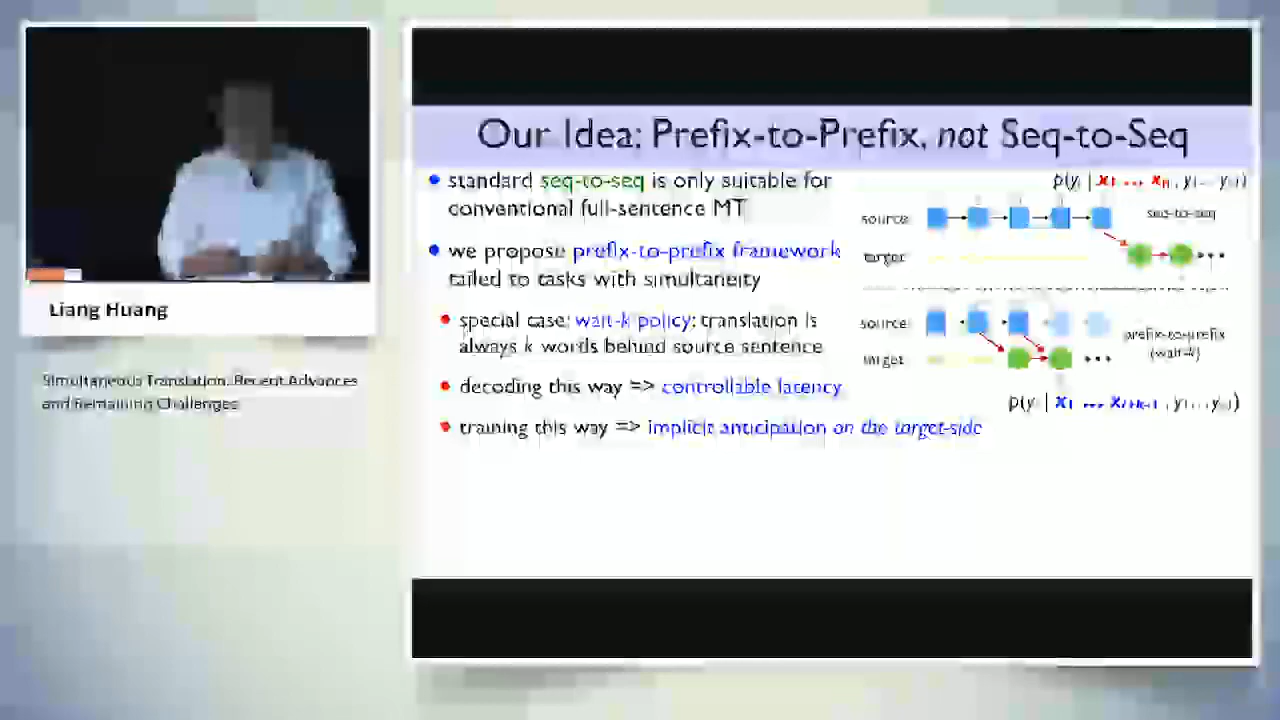 Our Idea: Prefix-to-Prefix, not Seq-to-Seq
standard seq-to-seq is only suitable for
conventional full-sentence MT
we propose prefix-to-prefix framework
tailed to tasks with simultaneity
special case: wait-k policy: translation is
always k words behind source sentence
decoding this way => controllable latency
training this way => implicit anticipation on the target-side
source:
seq-to-seq
target:
...
source:
prefix-to-prefix
(wait-k)
target:
...
Liang Huang
Simultaneous Translation: Recent Advances
and Remaining Challenges